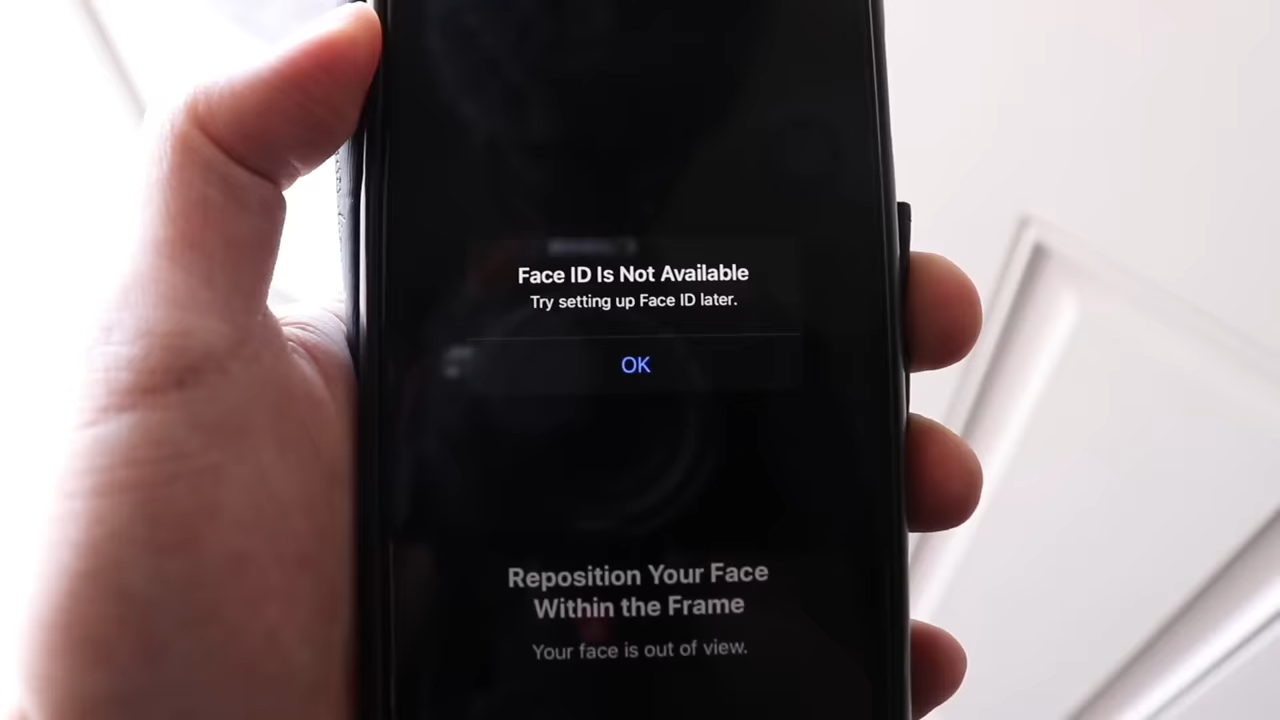 Face ID Is Not Available
Try setting up Face ID later.
OK
Reposition Your Face
Within the Frame
Your face is out of view.